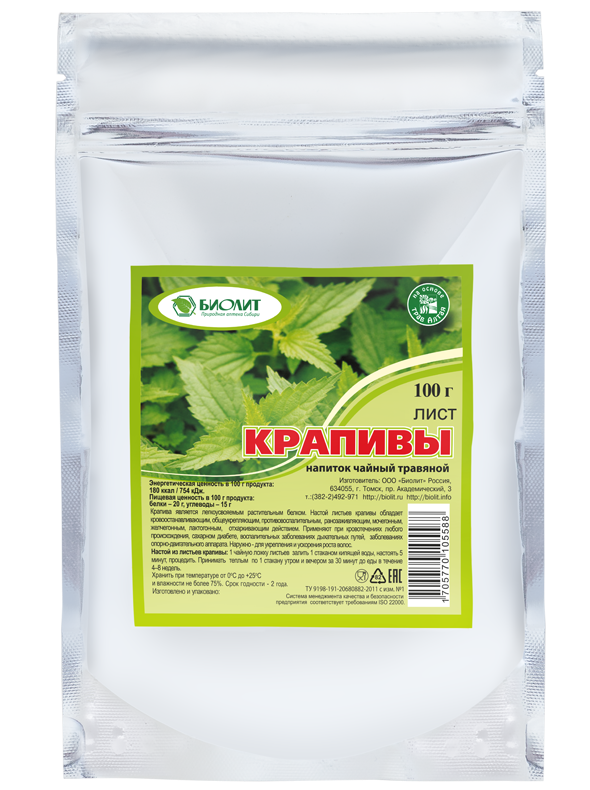 БИОЛИТ
Природная аптека Сибири
на основе
трав Алтая
100 г
ЛИСТ
КРАПИВЫ
напиток чайный травяной
Изготовитель: ООО «Биолит» Россия,
634055, г. Томск, пр. Академический, 3
т.:(382-2)492-971 http://biolit.ru http://biolit.info
Энергетическая ценность в 100 г продукта:
180 ккал / 754 кДж.
Пищевая ценность в 100 г продукта:
белки – 20 г, углеводы – 15 г
Крапива является легкоусвояемым растительным белком. Настой листьев крапивы обладает
кровоостанавливающим, общеукрепляющим, противовоспалительным, ранозаживляющим, мочегонным,
желчегонным, лактогонным, отхаркивающим действием. Применяют при кровотечениях любого
происхождения, сахарном диабете, воспалительных заболеваниях дыхательных путей, заболеваниях
опорно-двигательного аппарата. Наружно - для укрепления и ускорения роста волос.
Настой из листьев крапивы: 1 чайную ложку листьев залить 1 стаканом кипящей воды, настоять 5
минут, процедить. Принимать теплым по 1 стакану утром и вечером за 30 минут до еды в течение
4–8 недель.
Хранить при температуре от 0°С до +25°С
и влажности не более 75%. Срок годности - 2 года.
Изготовлено и упаковано:
ЕАС
ТУ 9198-191-20680882-2011 с изм. №1
Система менеджмента качества и безопасности
предприятия соответствует требованиям ISO 22000.
1705770105588